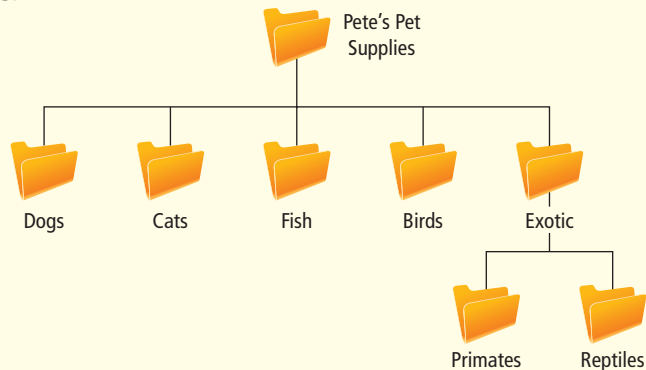 Pete's Pet
Supplies
Dogs
Cats
Fish
Birds
Exotic
Primates
Reptiles